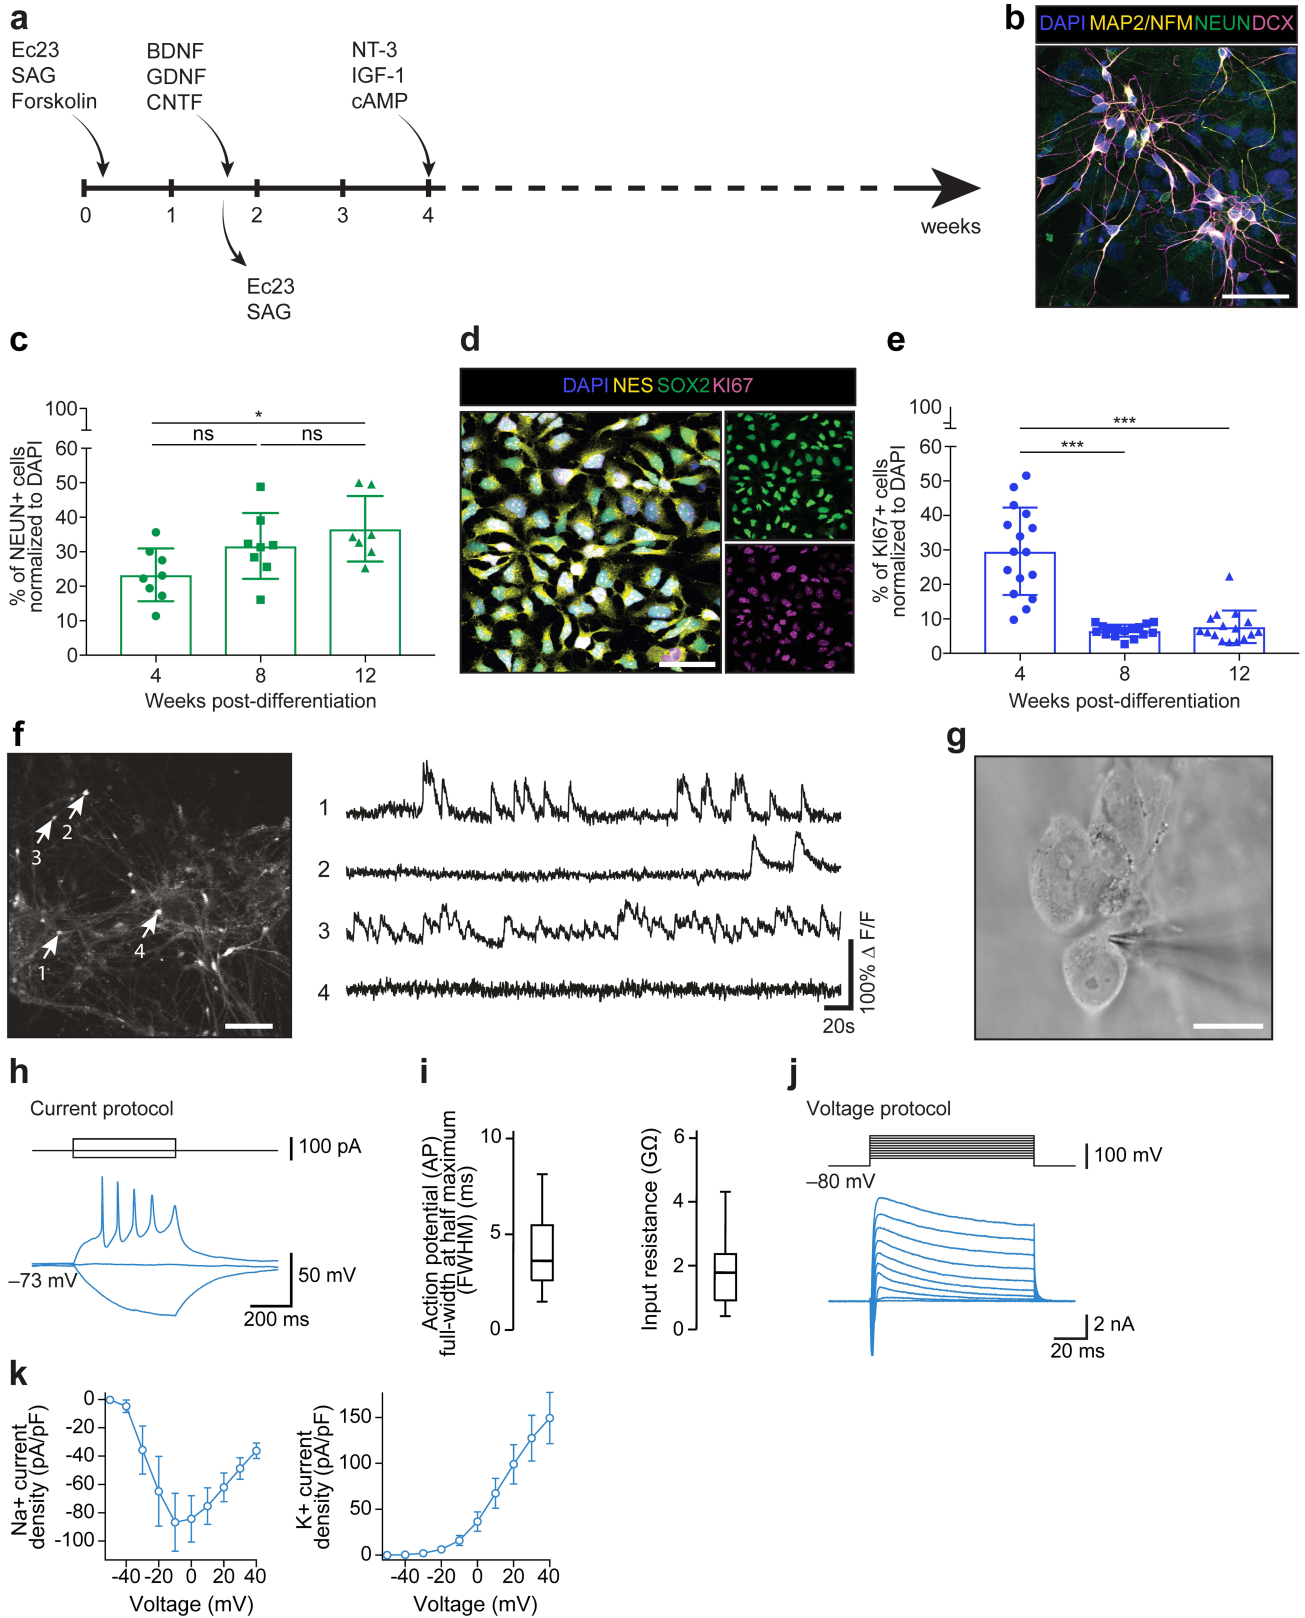 a
Ec23
SAG
Forskolin
BDNF
GDNF
CNTF
NT-3
IGF-1
cAMP
0 1 2 3 4
weeks
Ec23
SAG
b
DAPI MAP2/NFM NEUN DCX
c
% of NEUN+ cells
normalized to DAPI
100
60
50
40
30
20
10
0
*
ns ns
4 8 12
Weeks post-differentiation
d
DAPI NES SOX2 KI67
e
% of KI67+ cells
normalized to DAPI
100
60
50
40
30
20
10
0
***
***
4 8 12
Weeks post-differentiation
f
2
3
4
1
1
2
3
4
100% Δ F/F
20s
g
h
Current protocol
100 pA
–73 mV
50 mV
200 ms
i
Action potential (AP)
full-width at half maximum
(FWHM) (ms)
10
5
0
Input resistance (GΩ)
6
4
2
0
j
Voltage protocol
100 mV
–80 mV
2 nA
20 ms
k
Na+ current
density (pA/pF)
0
-20
-40
-60
-80
-100
-40 -20 0 20 40
Voltage (mV)
K+ current
density (pA/pF)
150
100
50
0
-40 -20 0 20 40
Voltage (mV)